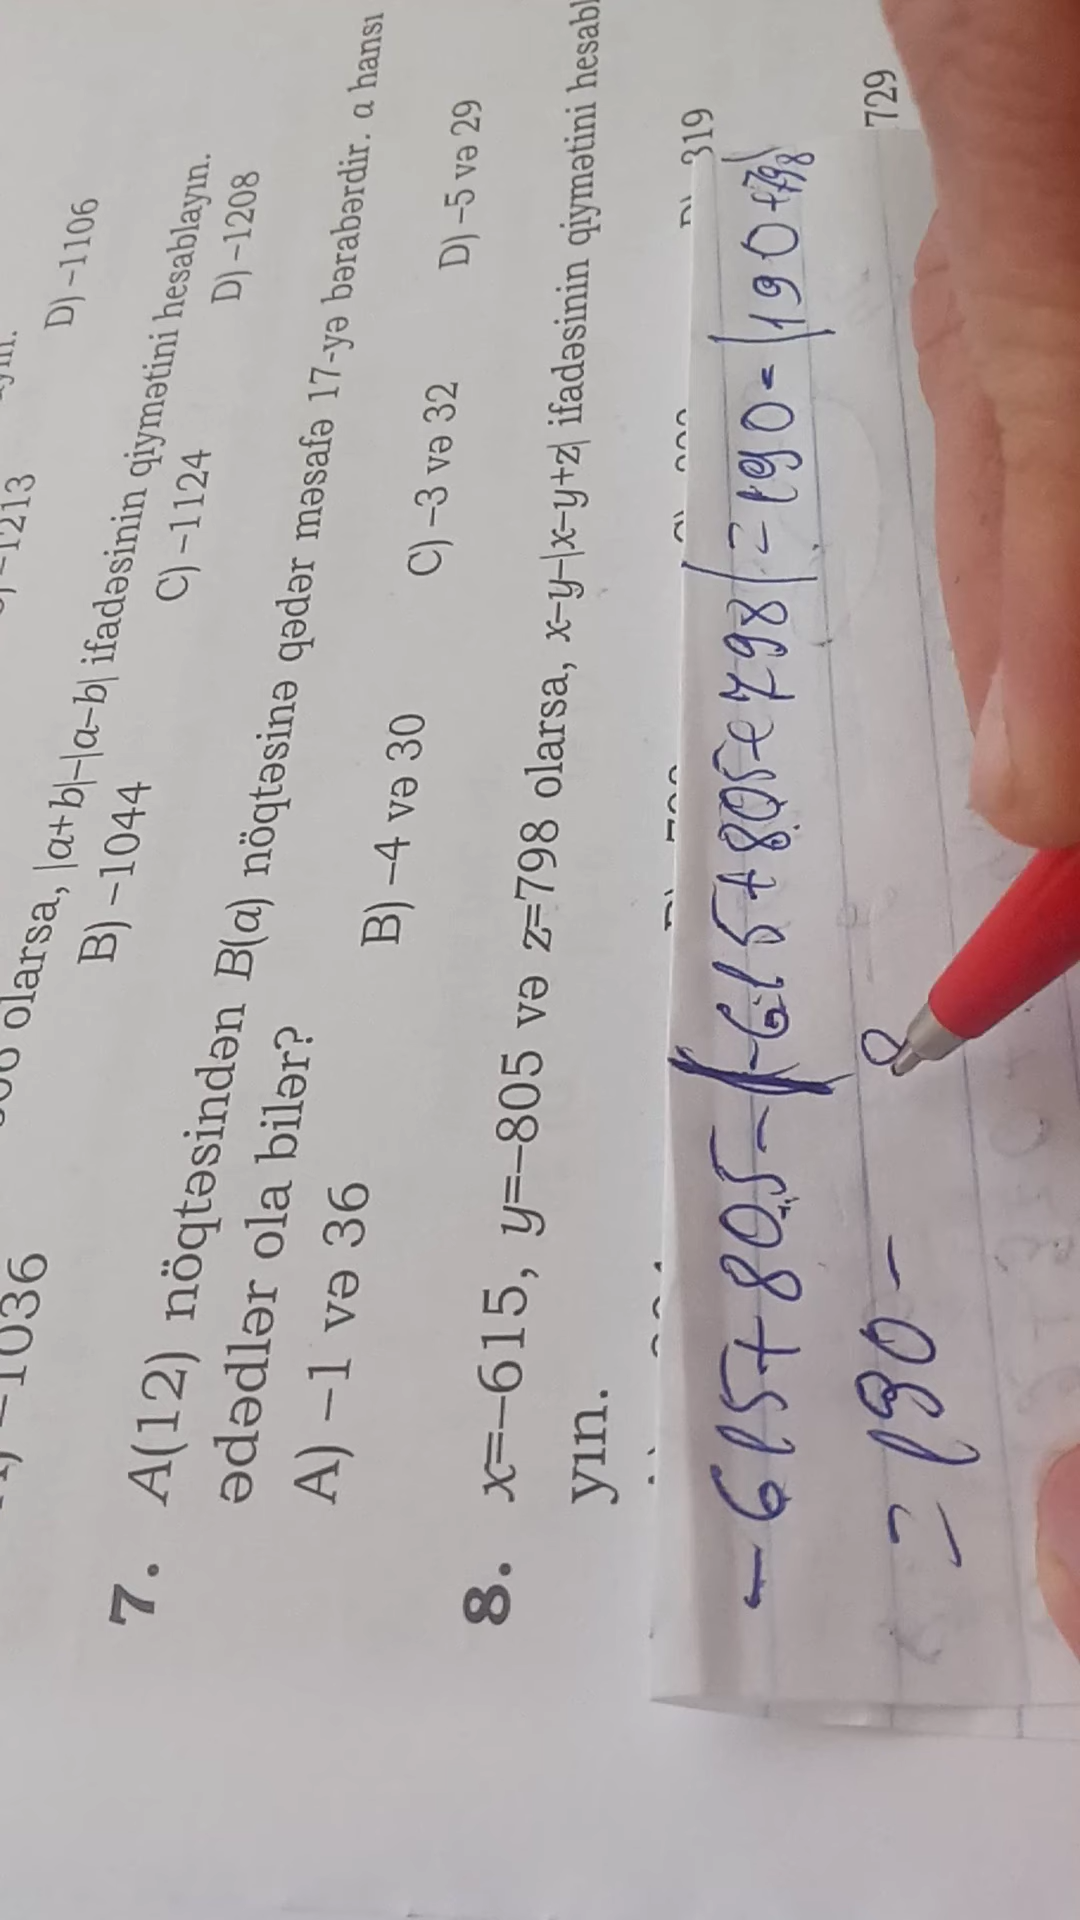 D) –1106
olarsa, |a+b|–|a–b| ifadəsinin qiymətini hesablayın.
B) –1044 C) –1124 D) –1208
7. A(12) nöqtəsindən B(a) nöqtəsinə qədər məsafə 17-yə bərabərdir. a hansı
ədədlər ola bilər?
A) –1 və 36 B) –4 və 30 C) –3 və 32 D) –5 və 29
8. x=–615, y=–805 və z=798 olarsa, x–y–|x–y+z| ifadəsinin qiymətini hesabl
yın.
319
-615+805-|-615+805+798|=190-|190+798|
=190- 8
729